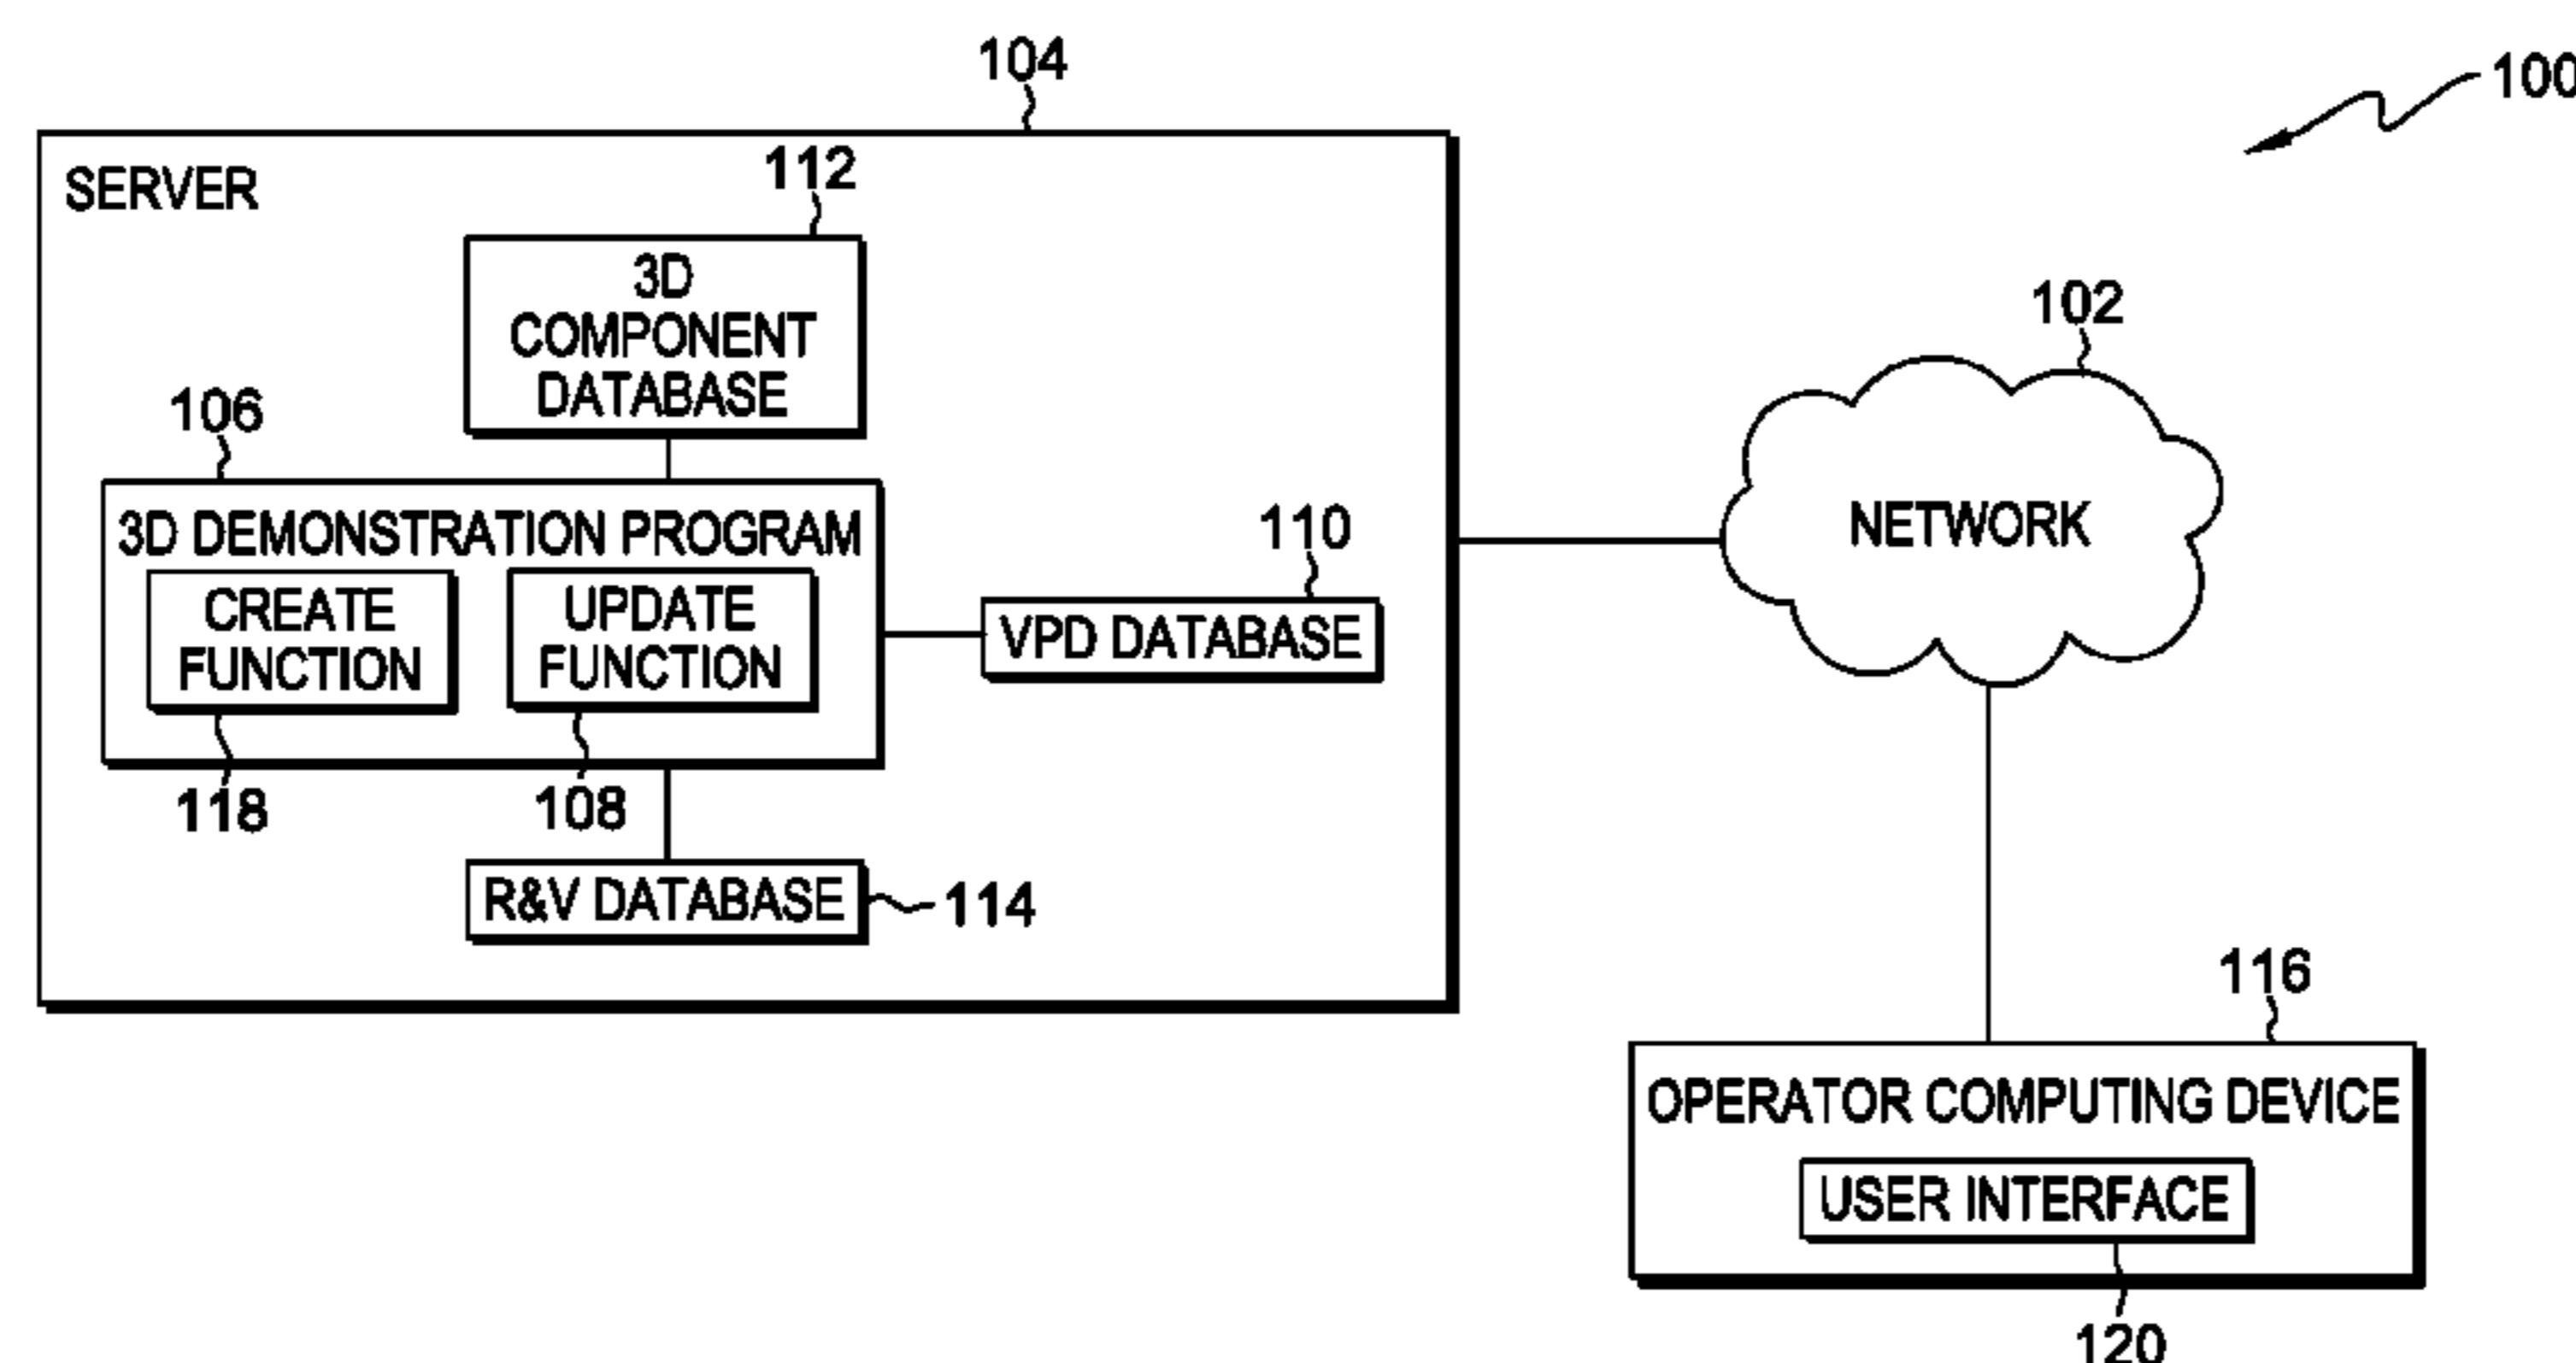 104
100
SERVER
112
3D
COMPONENT
DATABASE
102
106
3D DEMONSTRATION PROGRAM
110
NETWORK
CREATE
FUNCTION
UPDATE
FUNCTION
VPD DATABASE
118
108
R&V DATABASE
114
116
OPERATOR COMPUTING DEVICE
USER INTERFACE
120